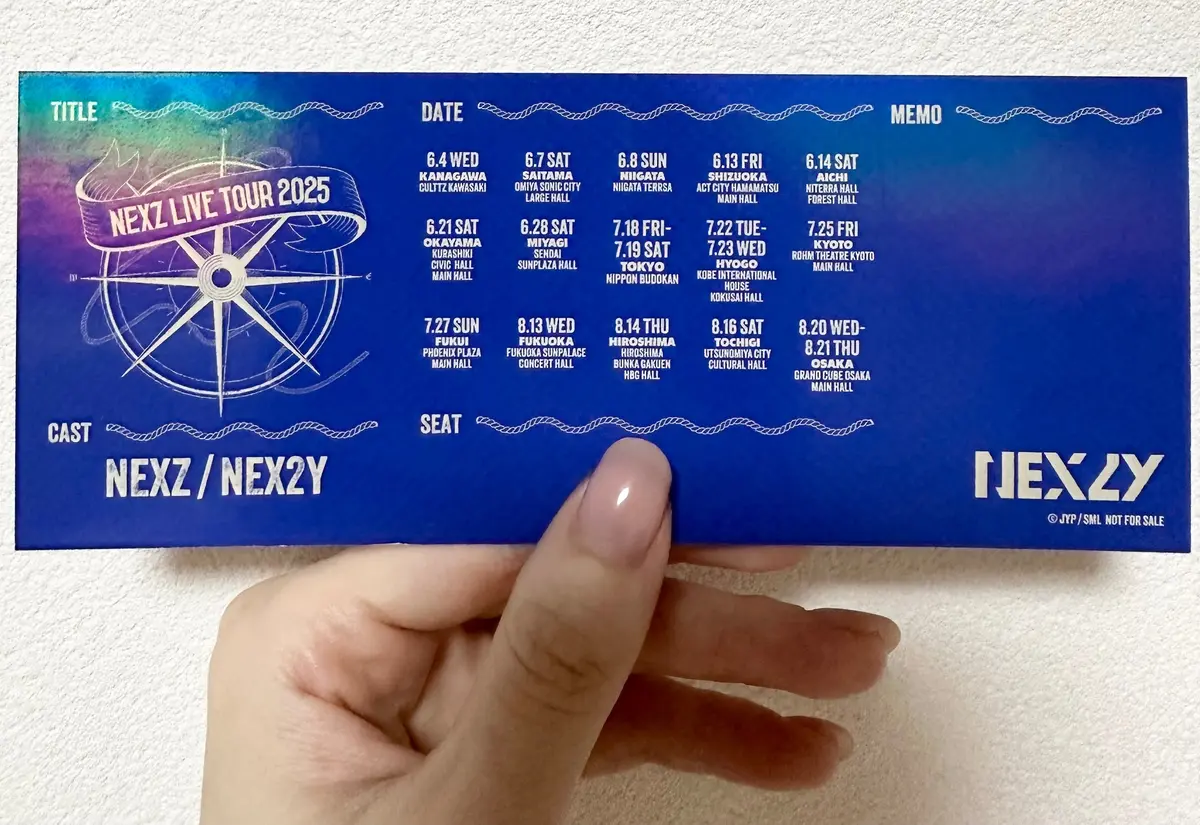 TITLE
NEXZ LIVE TOUR 2025
CAST
NEXZ / NEX2Y
DATE
6.4 WED
KANAGAWA
CULTTZ KAWASAKI
6.7 SAT
SAITAMA
OMIYA SONIC CITY
LARGE HALL
6.8 SUN
NIIGATA
NIIGATA TERRSA
6.13 FRI
SHIZUOKA
ACT CITY HAMAMATSU
MAIN HALL
6.14 SAT
AICHI
NITERRA HALL
FOREST HALL
6.21 SAT
OKAYAMA
KURASHIKI
CIVIC HALL
MAIN HALL
6.28 SAT
MIYAGI
SENDAI
SUNPLAZA HALL
7.18 FRI-
7.19 SAT
TOKYO
NIPPON BUDOKAN
7.22 TUE-
7.23 WED
HYOGO
KOBE INTERNATIONAL
HOUSE
KOKUSAI HALL
7.25 FRI
KYOTO
ROHM THEATRE KYOTO
MAIN HALL
7.27 SUN
FUKUI
PHOENIX PLAZA
MAIN HALL
8.13 WED
FUKUOKA
FUKUOKA SUNPALACE
CONCERT HALL
8.14 THU
HIROSHIMA
HIROSHIMA
BUNKA GAKUEN
HBG HALL
8.16 SAT
TOCHIGI
UTSUNOMIYA CITY
CULTURAL HALL
8.20 WED-
8.21 THU
OSAKA
GRAND CUBE OSAKA
MAIN HALL
SEAT
MEMO
NEX2Y
© JYP / SML NOT FOR SALE